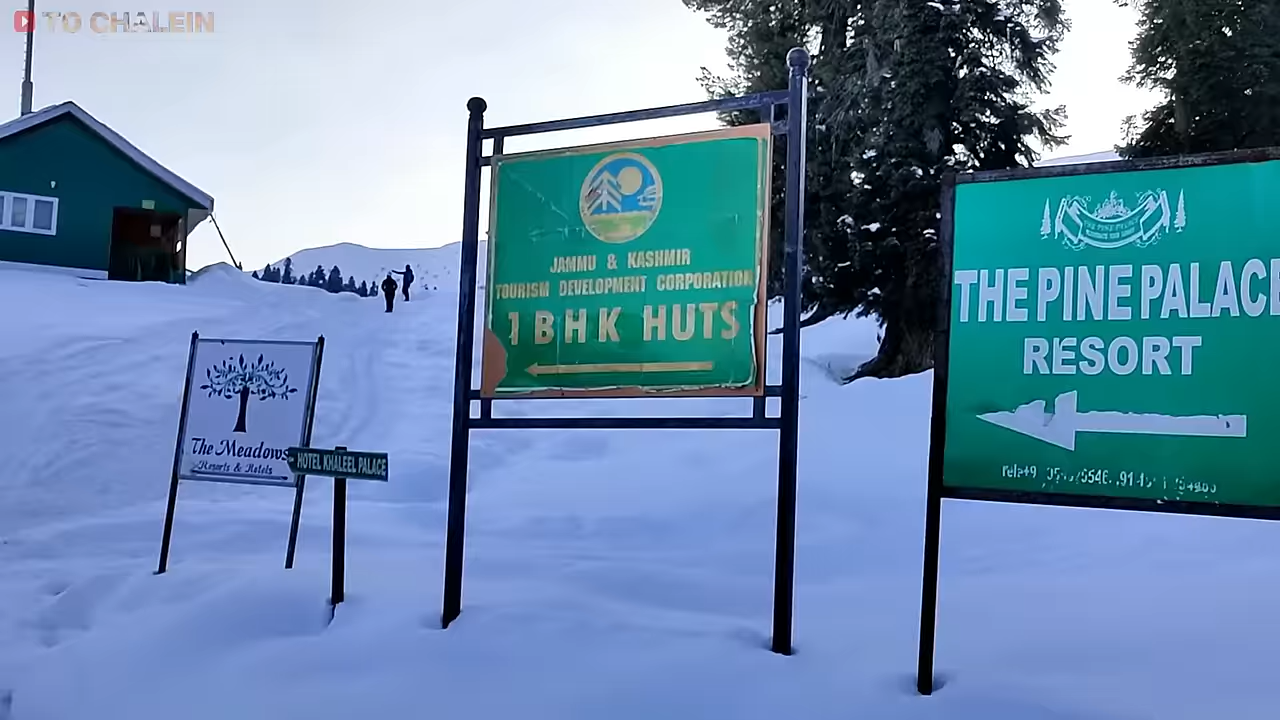 TO CHALEIN
The Meadows
Resorts & Hotels
HOTEL KHALEEL PALACE
JAMMU & KASHMIR
TOURISM DEVELOPMENT CORPORATION
1 BHK HUTS
THE PINE PALACE
RESORT